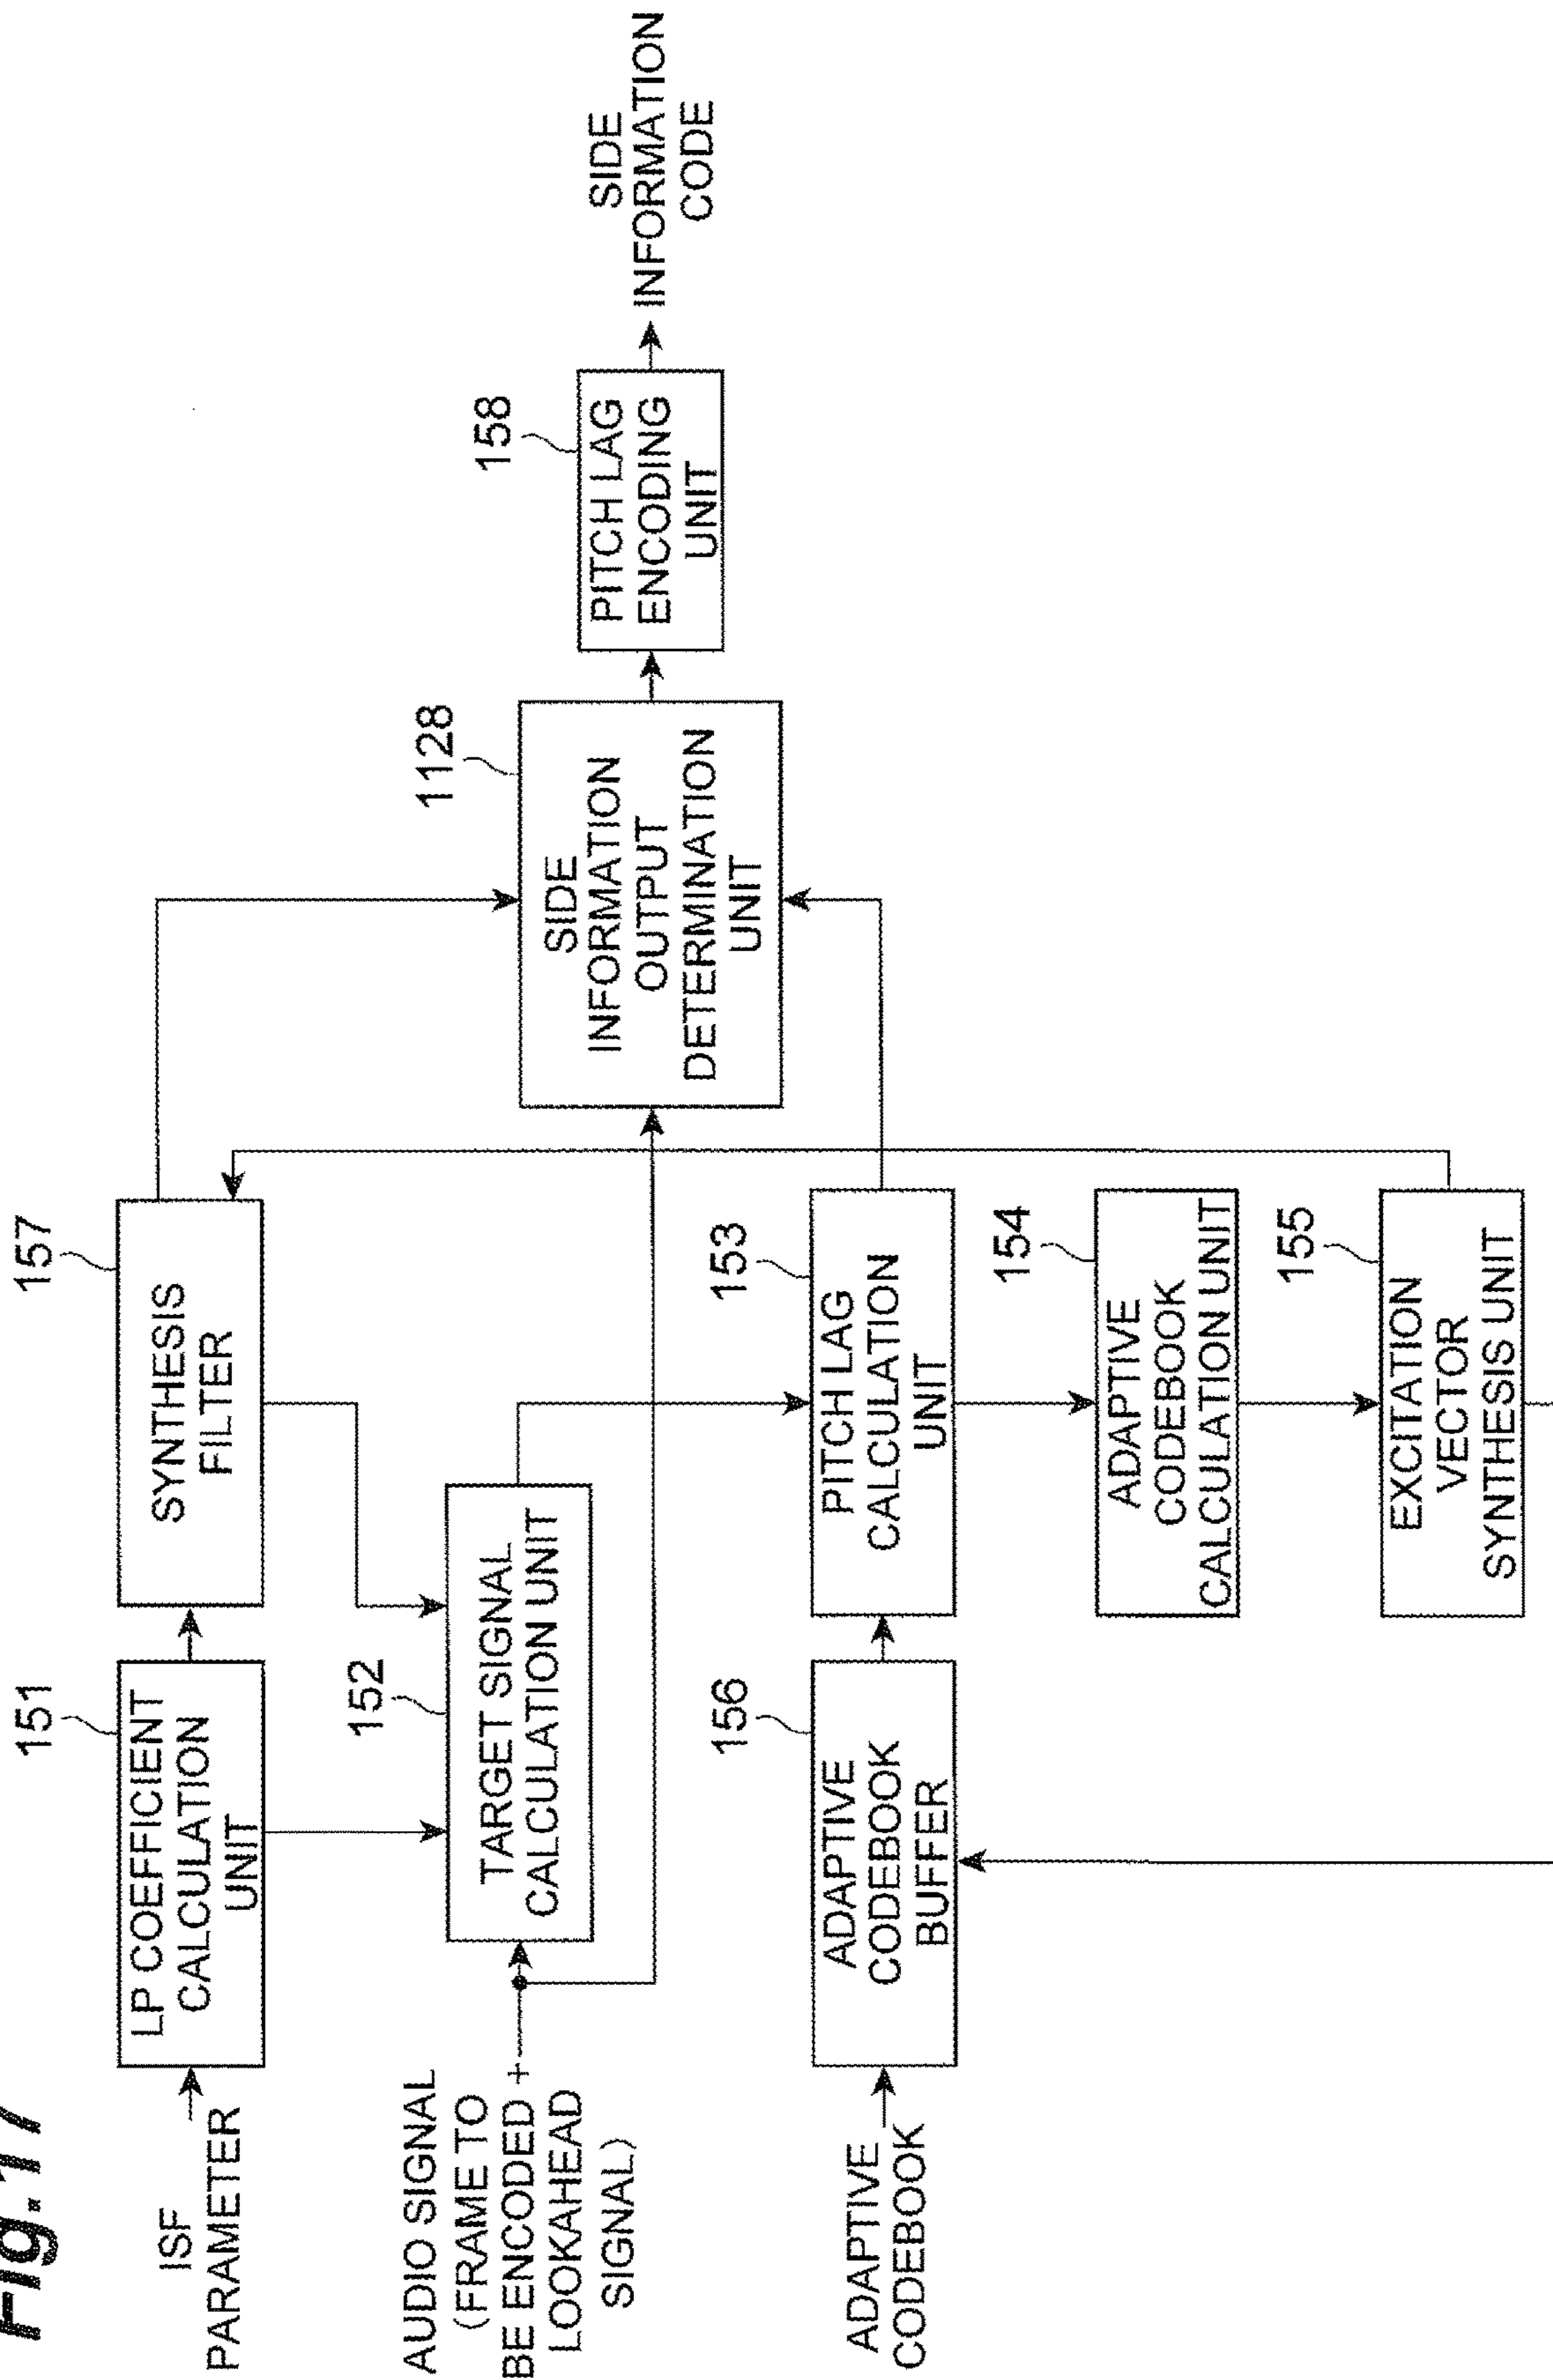 Fig.17
151
LP COEFFICIENT
CALCULATION
UNIT
157
SYNTHESIS
FILTER
ISF
PARAMETER
152
TARGET SIGNAL
CALCULATION UNIT
AUDIO SIGNAL
(FRAME TO
BE ENCODED +
LOOKAHEAD
SIGNAL)
1128
SIDE
INFORMATION
OUTPUT
DETERMINATION
UNIT
158
PITCH LAG
ENCODING
UNIT
SIDE
INFORMATION
CODE
156
ADAPTIVE
CODEBOOK
BUFFER
ADAPTIVE
CODEBOOK
153
PITCH LAG
CALCULATION
UNIT
154
ADAPTIVE
CODEBOOK
CALCULATION UNIT
155
EXCITATION
VECTOR
SYNTHESIS UNIT